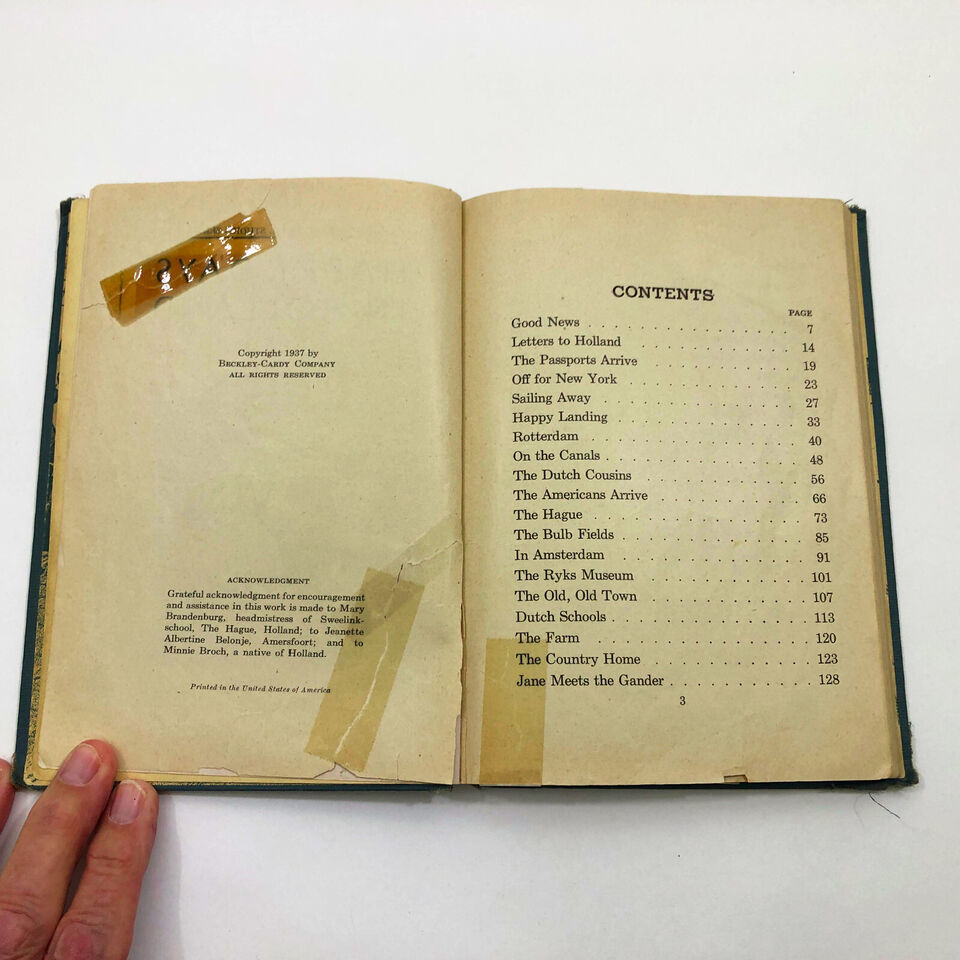 Copyright 1937 by
BECKLEY-CARDY COMPANY
ALL RIGHTS RESERVED
ACKNOWLEDGMENT
Grateful acknowledgment for encouragement
and assistance in this work is made to Mary
Brandenburg, headmistress of Sweelink-
school, The Hague, Holland; to Jeanette
Albertine Belonje, Amersfoort; and to
Minnie Broch, a native of Holland.
Printed in the United States of America
CONTENTS
PAGE
Good News . . . . . . . . . . . . . 7
Letters to Holland . . . . . . . . . . 14
The Passports Arrive . . . . . . . . . 19
Off for New York . . . . . . . . . . . 23
Sailing Away . . . . . . . . . . . . . 27
Happy Landing . . . . . . . . . . . . 33
Rotterdam . . . . . . . . . . . . . 40
On the Canals . . . . . . . . . . . . . 48
The Dutch Cousins . . . . . . . . . . 56
The Americans Arrive . . . . . . . . . 66
The Hague . . . . . . . . . . . . . 73
The Bulb Fields . . . . . . . . . . . . 85
In Amsterdam . . . . . . . . . . . . 91
The Ryks Museum . . . . . . . . . . 101
The Old, Old Town . . . . . . . . . . 107
Dutch Schools . . . . . . . . . . . . 113
The Farm . . . . . . . . . . . . . 120
The Country Home . . . . . . . . . . 123
Jane Meets the Gander . . . . . . . . . 128
3